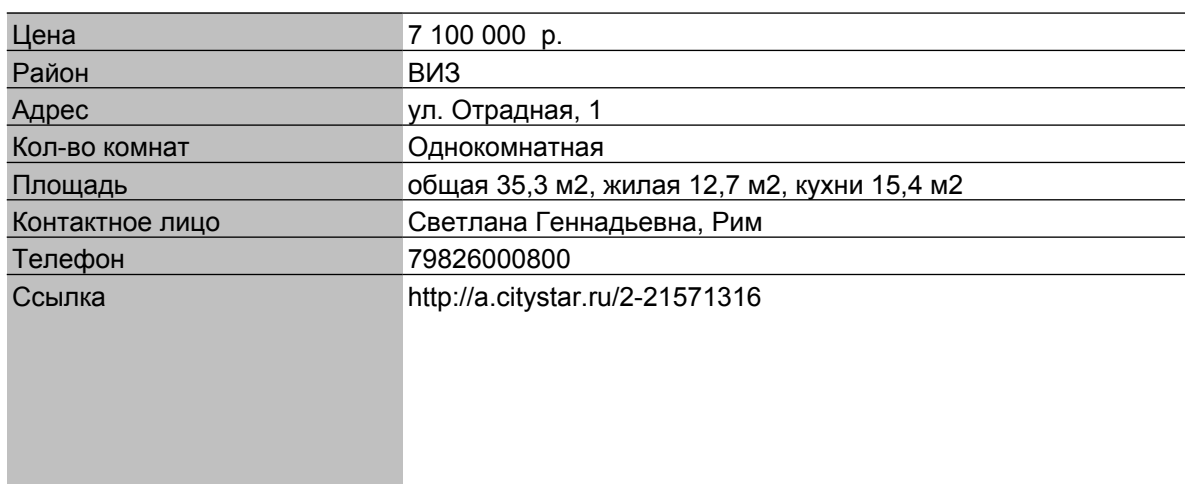 Цена 7 100 000 р.
Район ВИЗ
Адрес ул. Отрадная, 1
Кол-во комнат Однокомнатная
Площадь общая 35,3 м2, жилая 12,7 м2, кухни 15,4 м2
Контактное лицо Светлана Геннадьевна, Рим
Телефон 79826000800
Ссылка http://a.citystar.ru/2-21571316